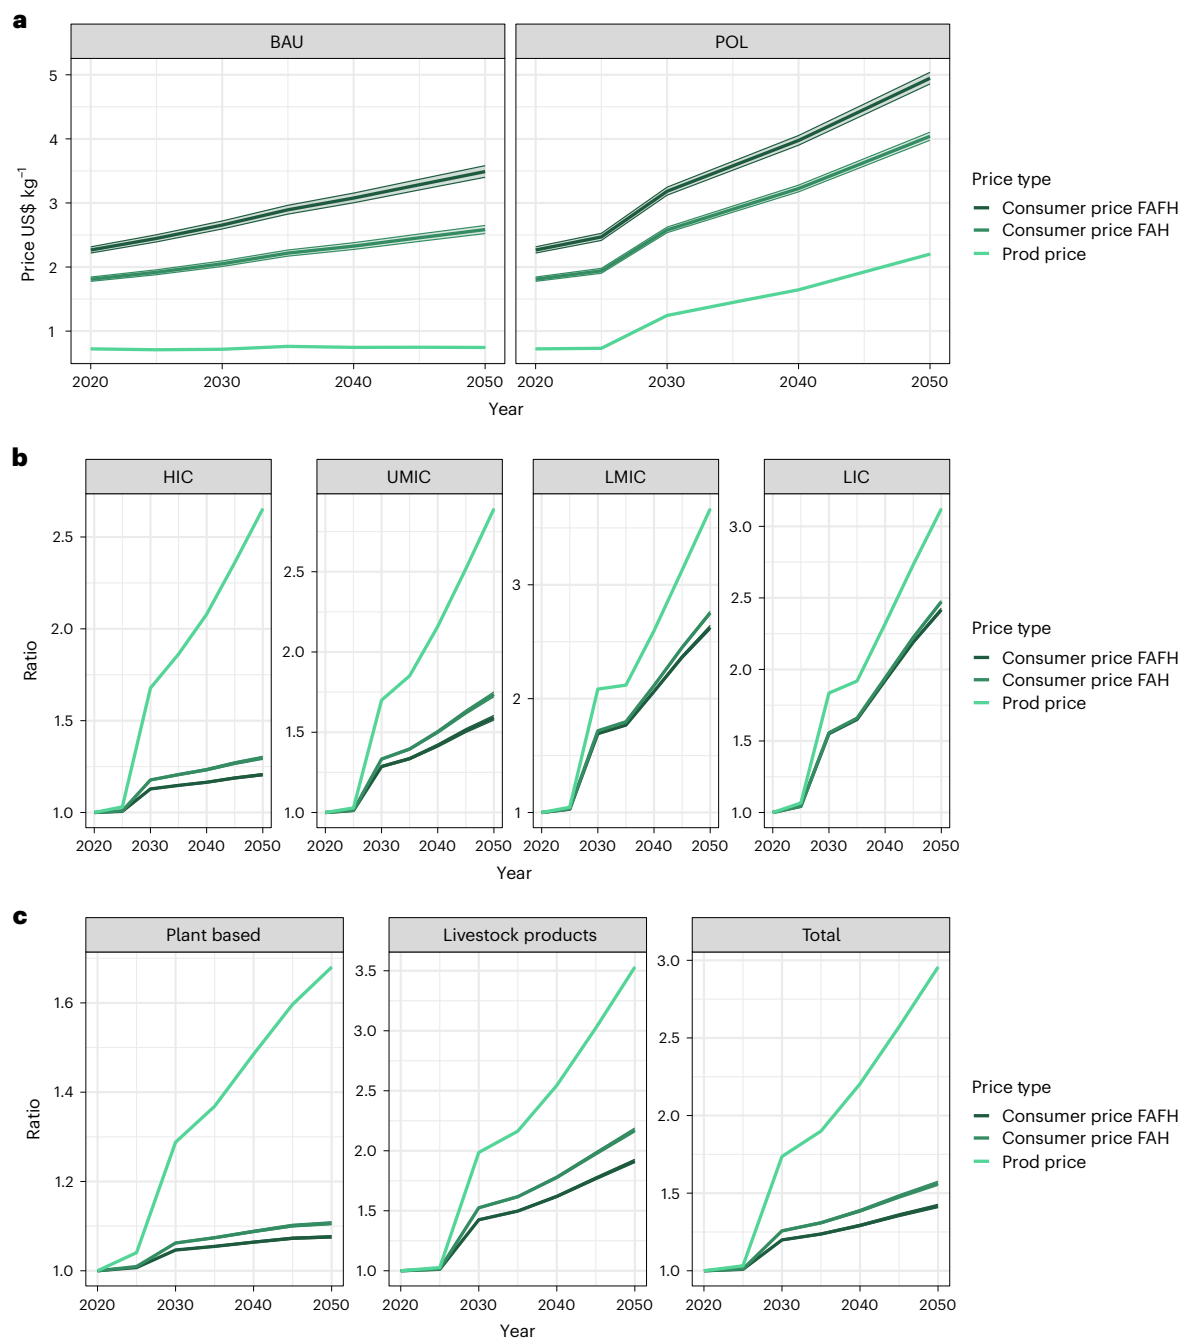 a
BAU
POL
5
4
3
2
1
Price US$ kg⁻¹
2020 2030 2040 2050
2020 2030 2040 2050
Year
Price type
Consumer price FAFH
Consumer price FAH
Prod price
b
HIC
UMIC
LMIC
LIC
Ratio
2.5
2.0
1.5
1.0
2.5
2.0
1.5
1.0
3
2
1
3.0
2.5
2.0
1.5
1.0
2020 2030 2040 2050
2020 2030 2040 2050
2020 2030 2040 2050
2020 2030 2040 2050
Year
Price type
Consumer price FAFH
Consumer price FAH
Prod price
c
Plant based
Livestock products
Total
Ratio
1.6
1.4
1.2
1.0
3.5
3.0
2.5
2.0
1.5
1.0
3.0
2.5
2.0
1.5
1.0
2020 2030 2040 2050
2020 2030 2040 2050
2020 2030 2040 2050
Year
Price type
Consumer price FAFH
Consumer price FAH
Prod price